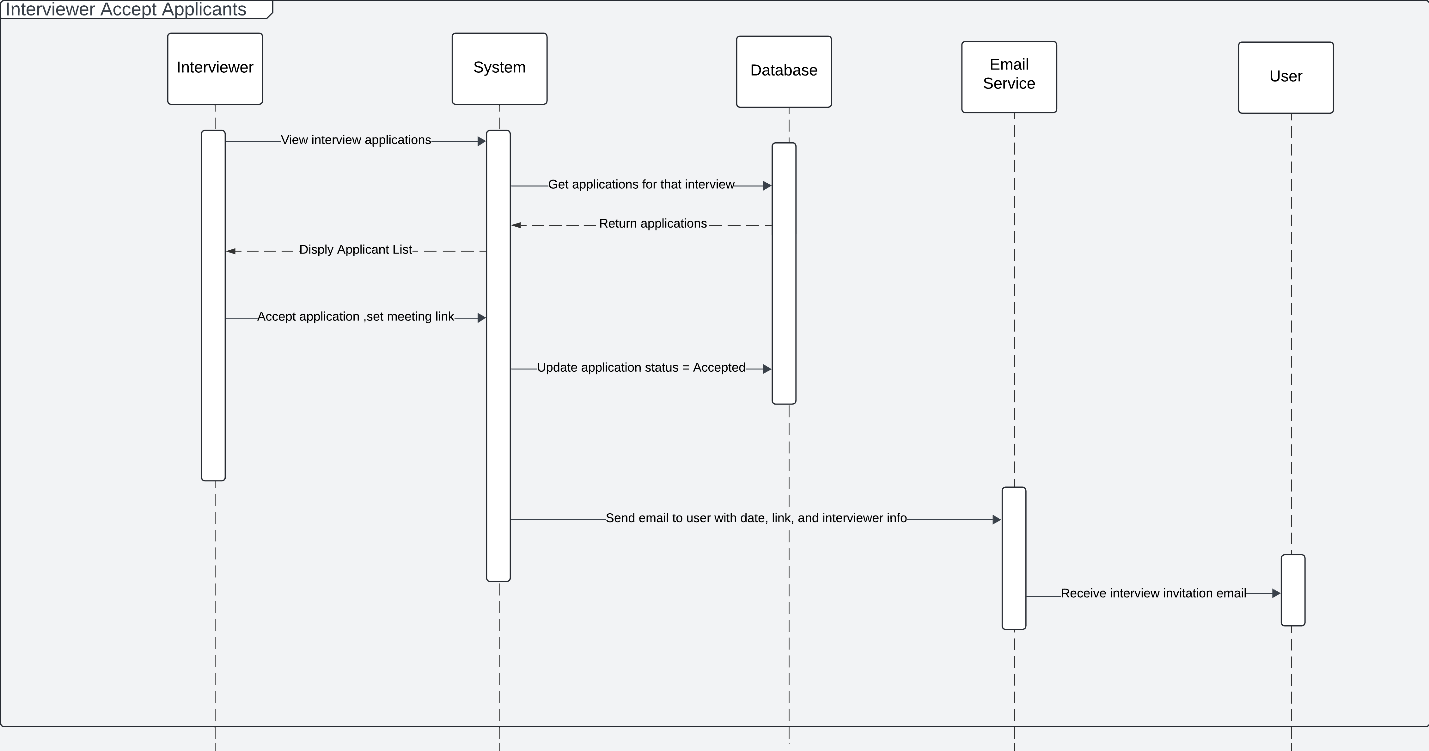 Interviewer Accept Applicants
Interviewer
System
Database
Email
Service
User
View interview applications
Get applications for that interview
Return applications
Disply Applicant List
Accept application ,set meeting link
Update application status = Accepted
Send email to user with date, link, and interviewer info
Receive interview invitation email